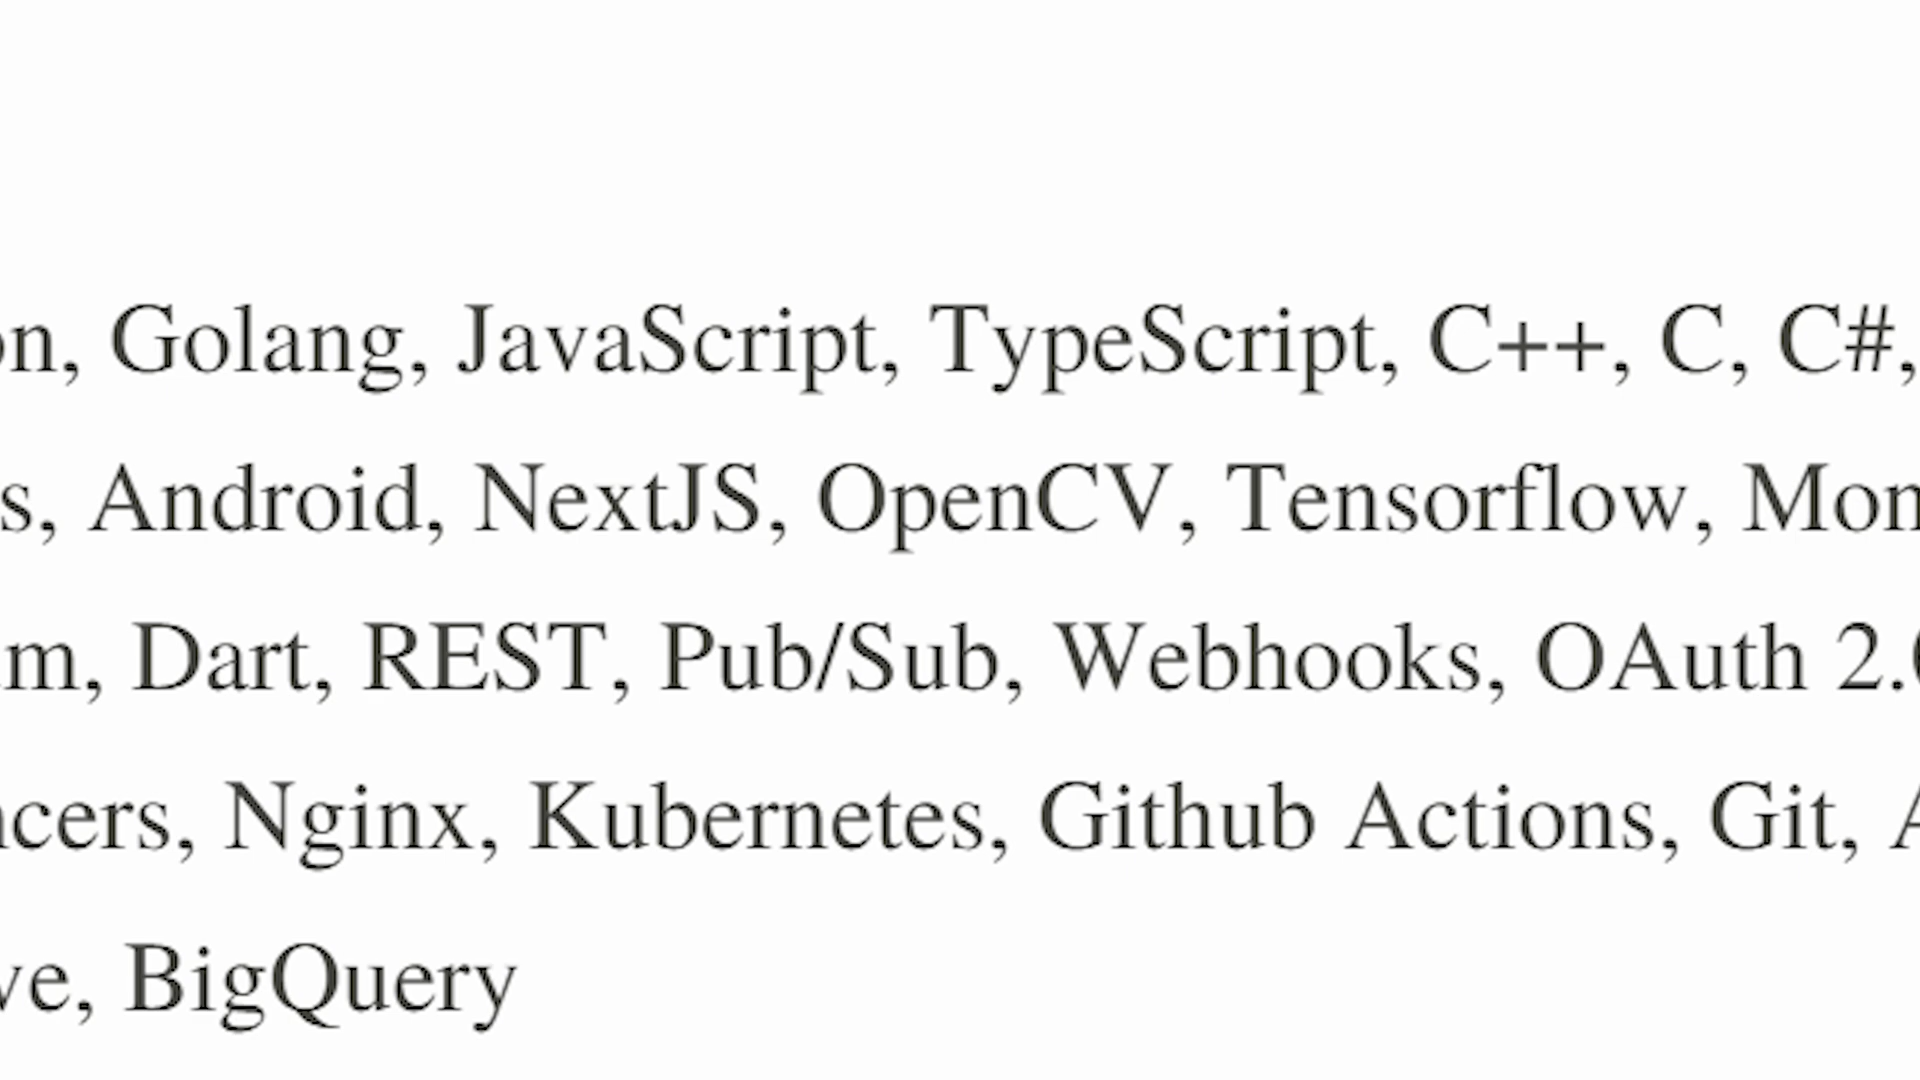 on, Golang, JavaScript, TypeScript, C++, C, C#,
s, Android, NextJS, OpenCV, Tensorflow, Mon
m, Dart, REST, Pub/Sub, Webhooks, OAuth 2.
cers, Nginx, Kubernetes, Github Actions, Git, A
ve, BigQuery